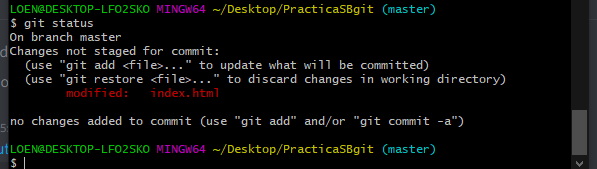 LOEN@DESKTOP-LFO2SKO MINGW64 ~/Desktop/PracticaSBgit (master)
$ git status
On branch master
Changes not staged for commit:
  (use "git add <file>..." to update what will be committed)
  (use "git restore <file>..." to discard changes in working directory)
        modified:   index.html

no changes added to commit (use "git add" and/or "git commit -a")

LOEN@DESKTOP-LFO2SKO MINGW64 ~/Desktop/PracticaSBgit (master)
$